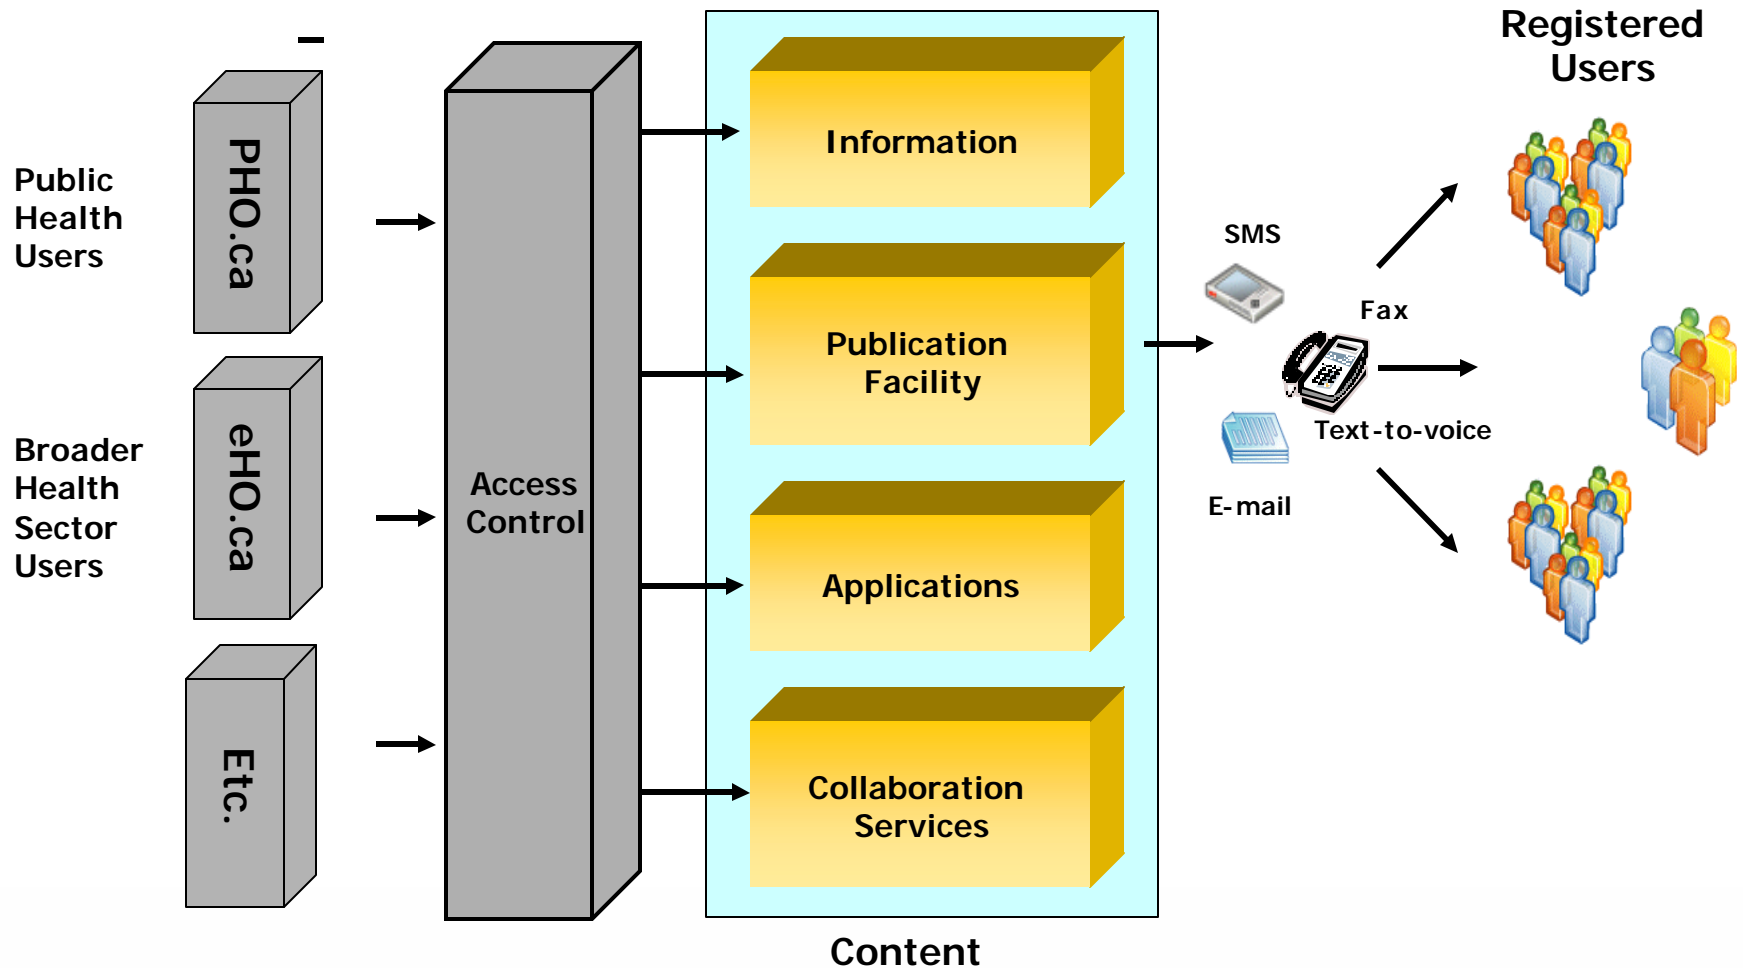 Registered
Users
Public
Health
Users
PHO.ca
Broader
Health
Sector
Users
eHO.ca
Etc.
Access
Control
Information
Publication
Facility
Applications
Collaboration
Services
Content
SMS
Fax
Text-to-voice
E-mail